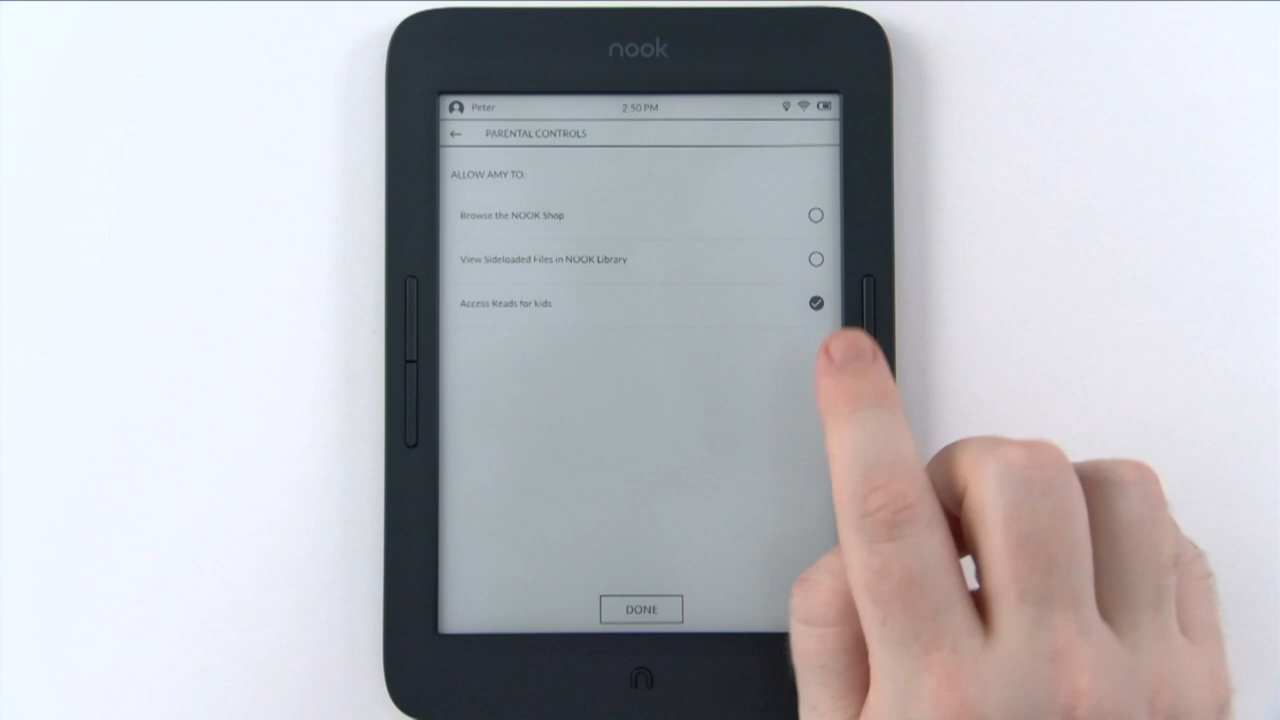 nook
Peter 2:50 PM
PARENTAL CONTROLS
ALLOW AMY TO:
Browse the NOOK Shop
View Sideloaded Files in NOOK Library
Access Reads for kids
DONE